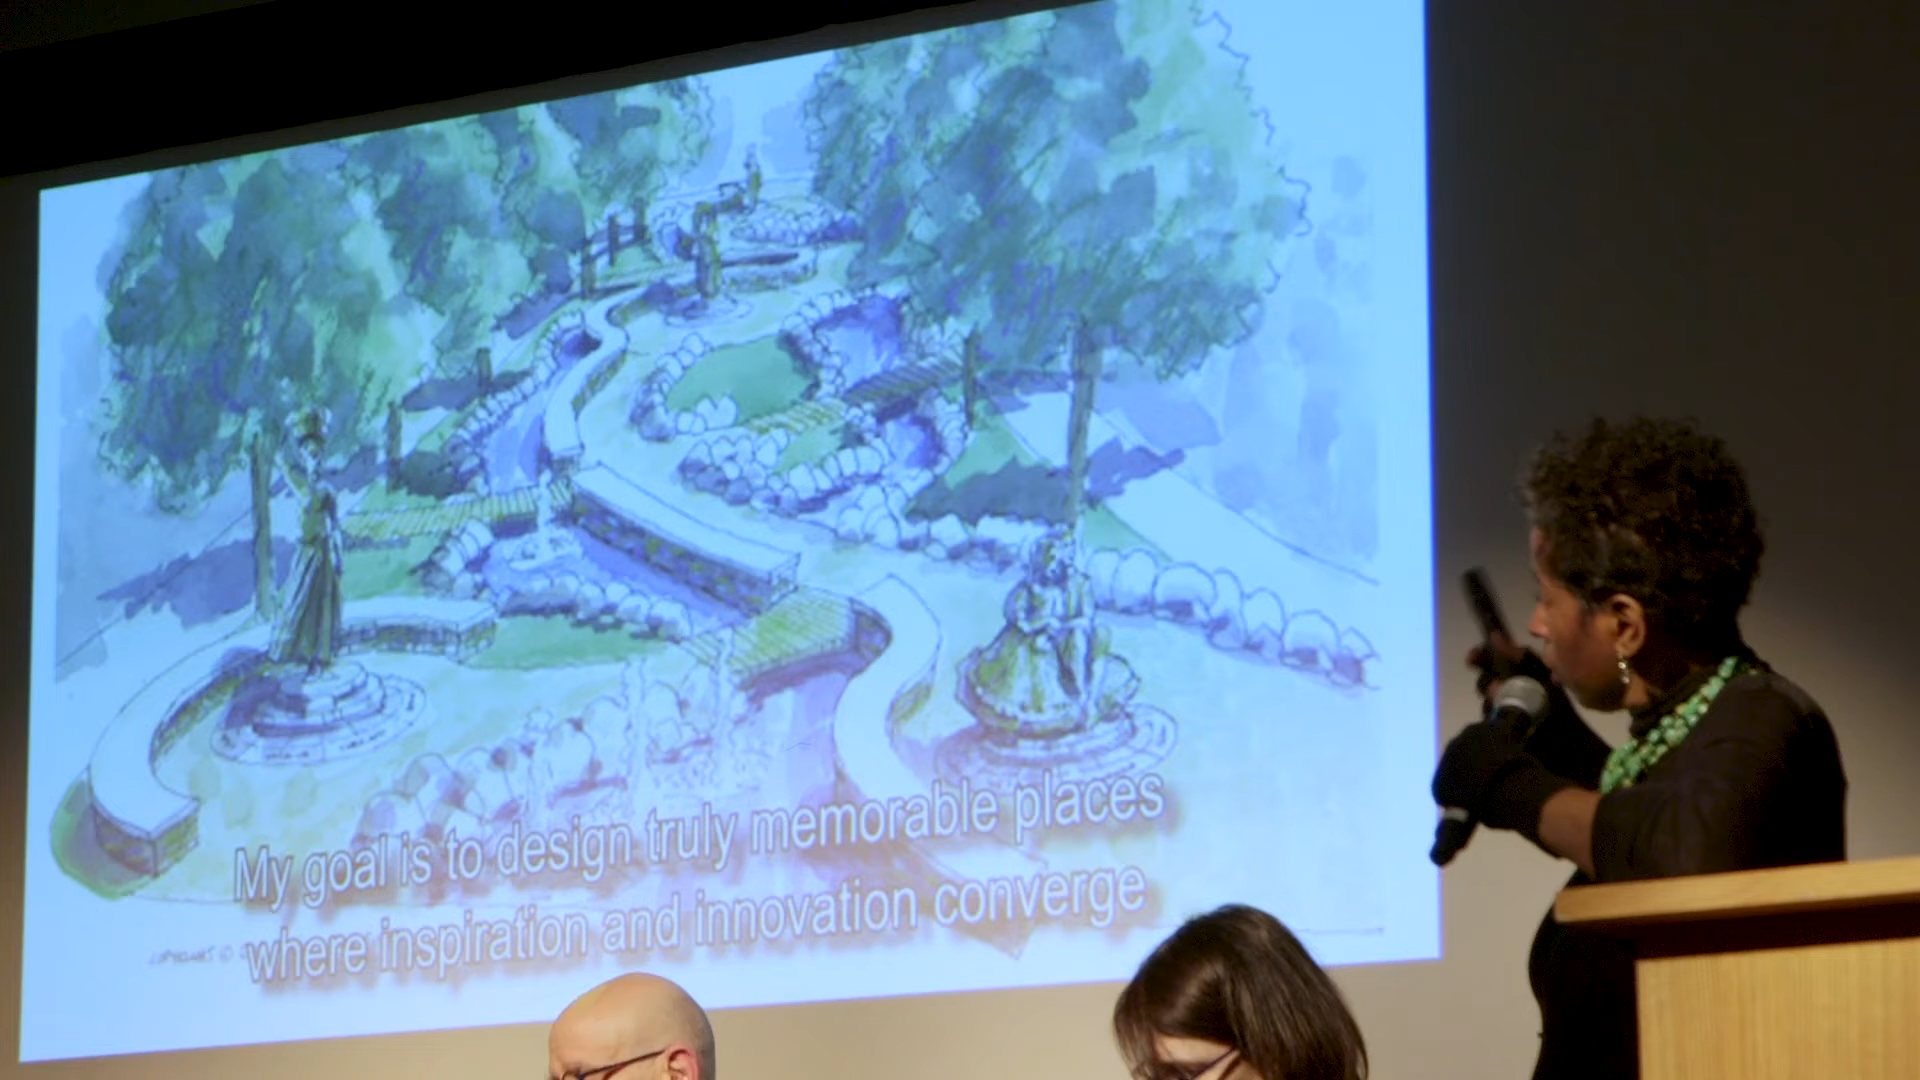 My goal is to design truly memorable places
where inspiration and innovation converge